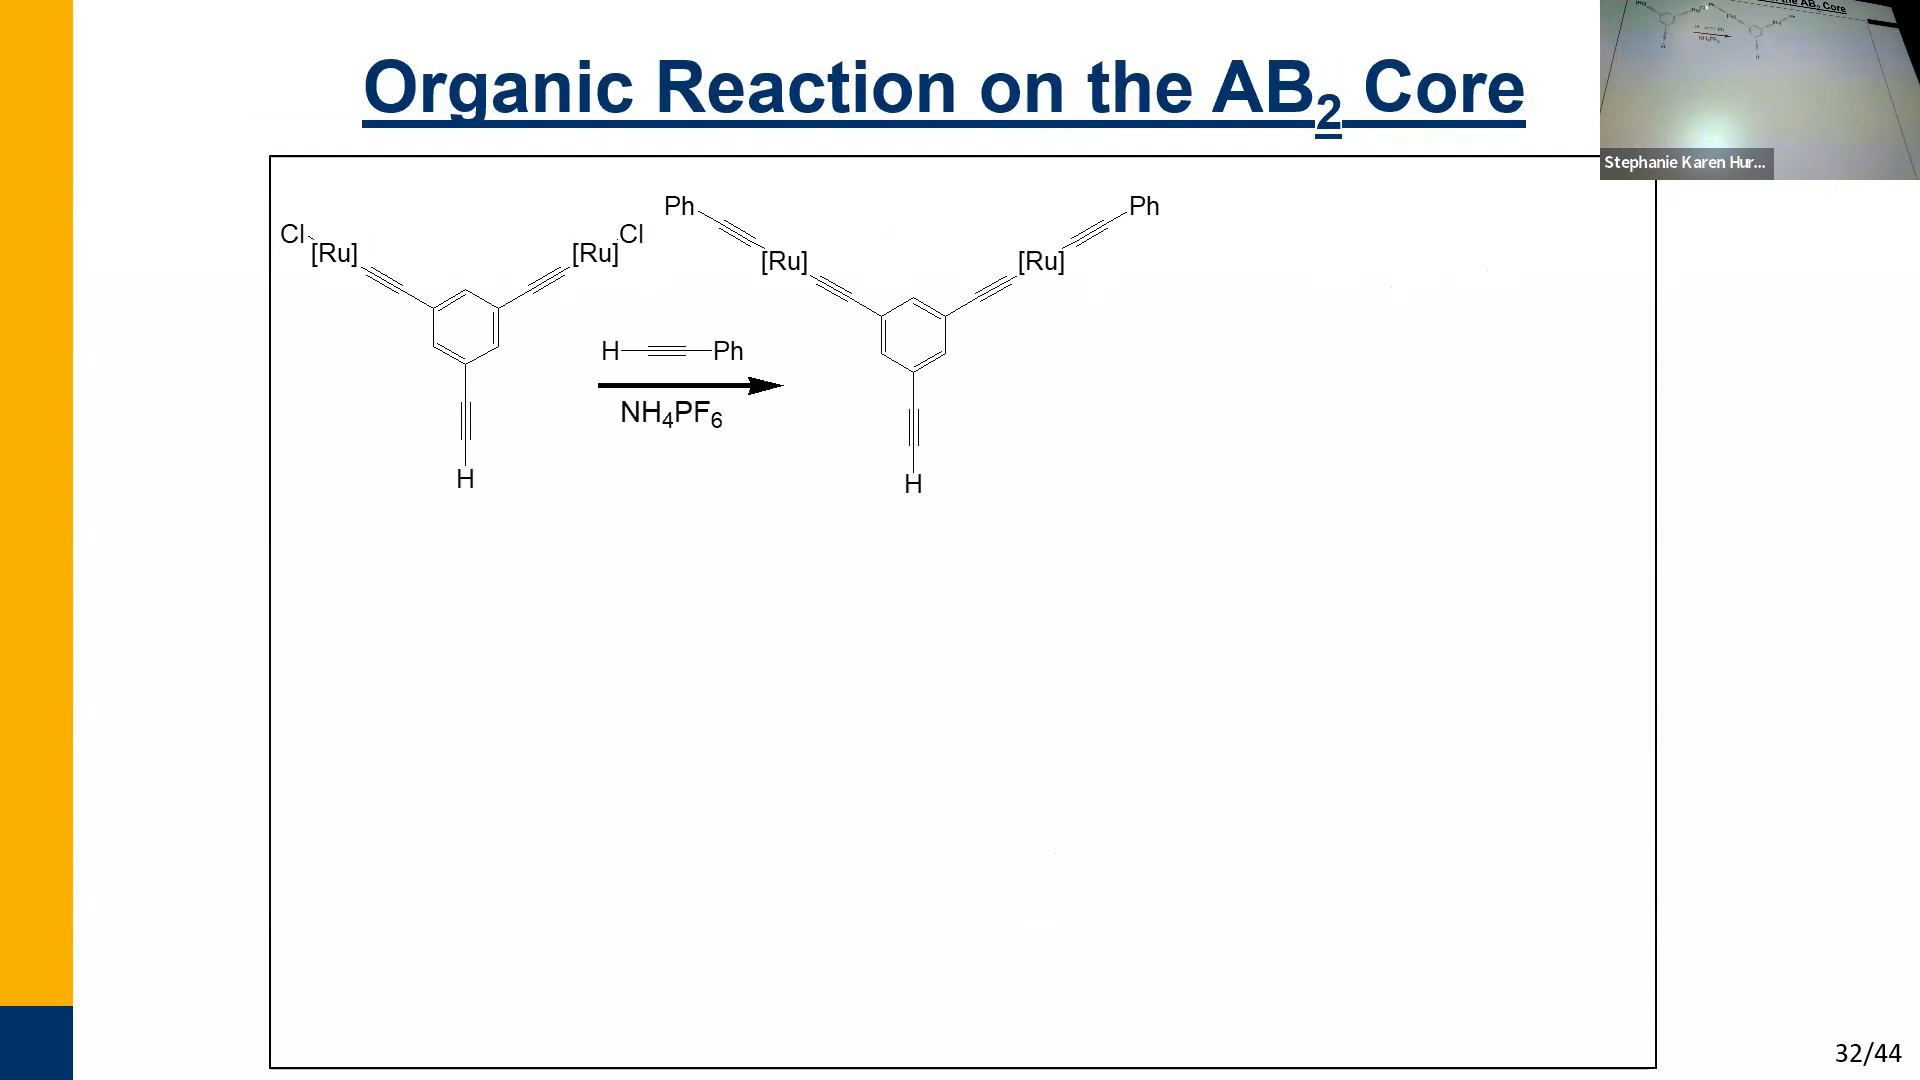 Organic Reaction on the AB₂ Core
Stephanie Karen Hur...
Cl
[Ru]
[Ru]
Cl
H
Ph
[Ru]
[Ru]
Ph
H
H Ph
NH₄PF₆
32/44